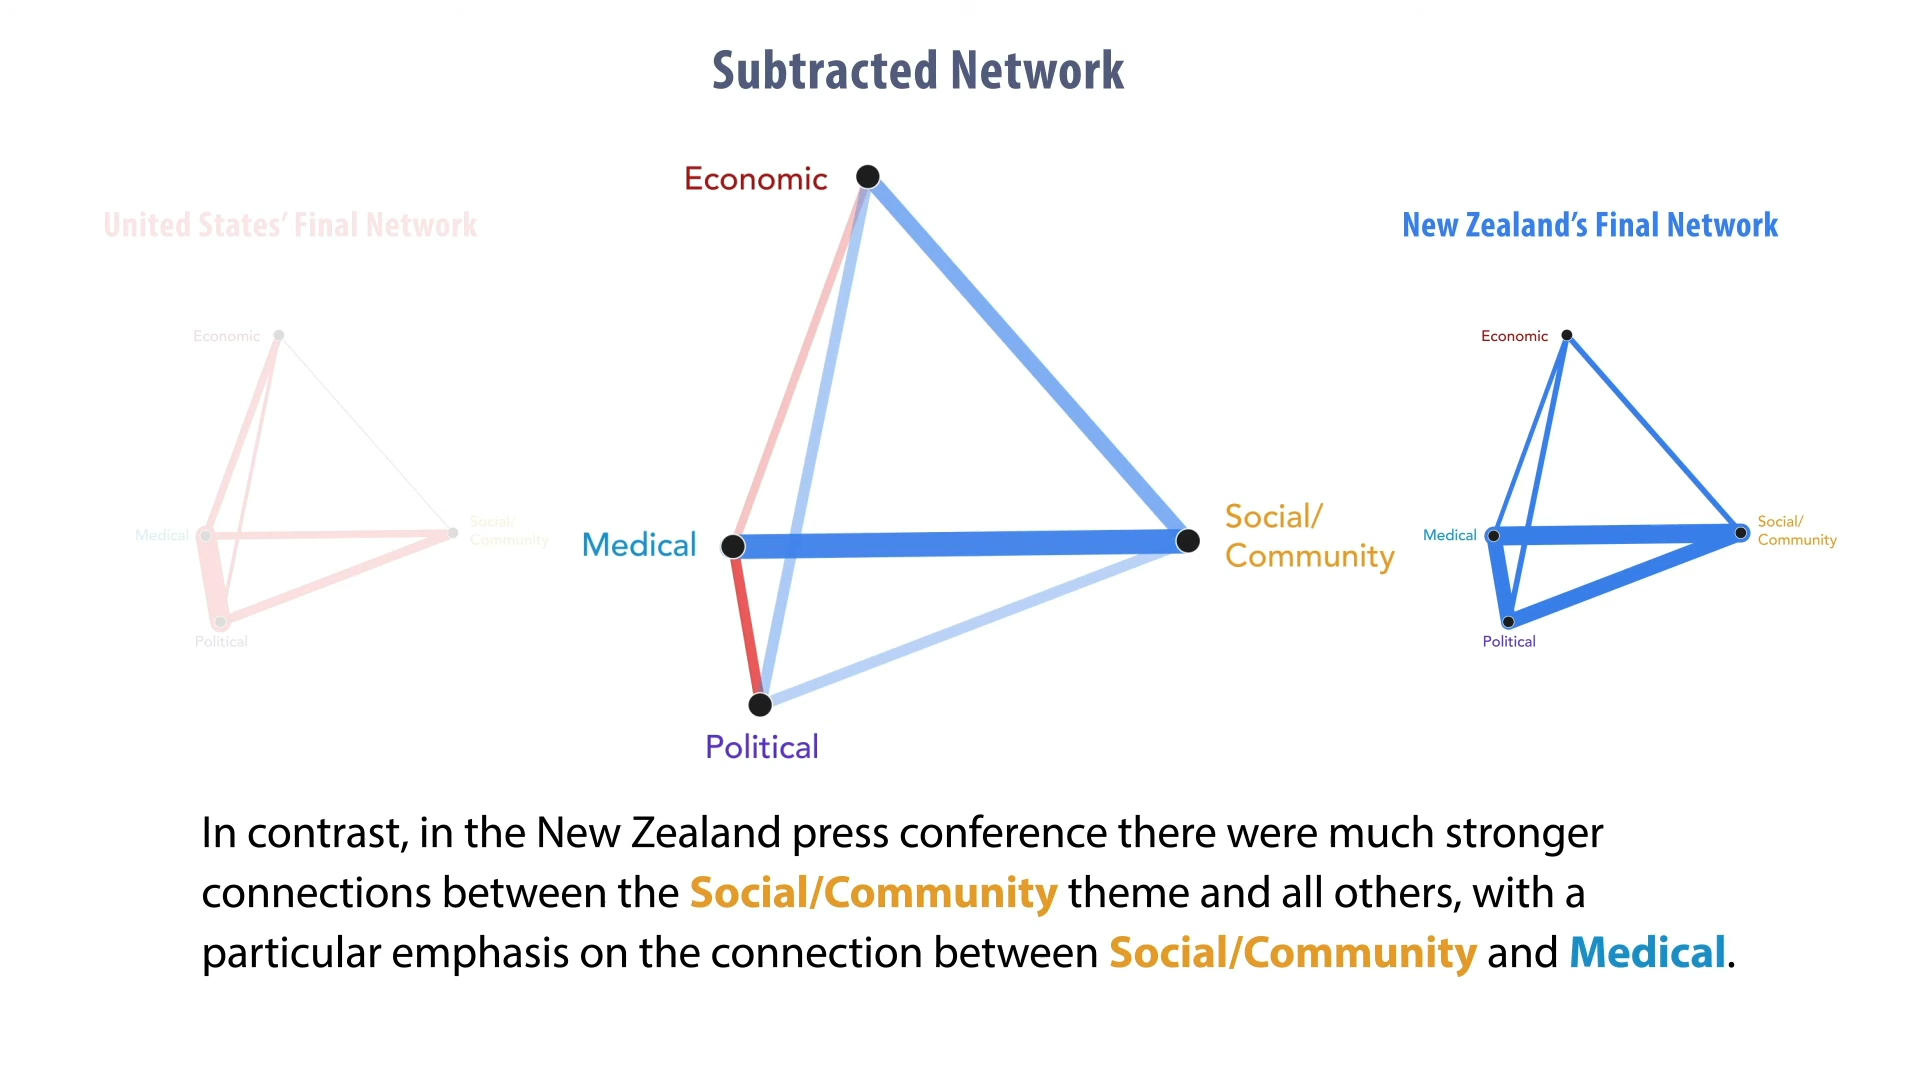 Subtracted Network
United States’ Final Network
Economic
Medical
Social/
Community
Political
Economic
Medical
Social/
Community
Political
New Zealand’s Final Network
Economic
Medical
Social/
Community
Political
In contrast, in the New Zealand press conference there were much stronger
connections between the Social/Community theme and all others, with a
particular emphasis on the connection between Social/Community and Medical.